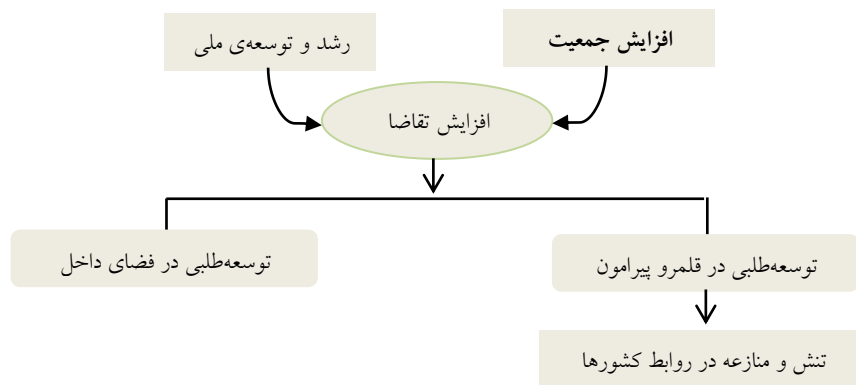 افزایش جمعیت
رشد و توسعه‌ی ملی
افزایش تقاضا
توسعه‌طلبی در قلمرو پیرامون
توسعه‌طلبی در فضای داخل
تنش و منازعه در روابط کشورها